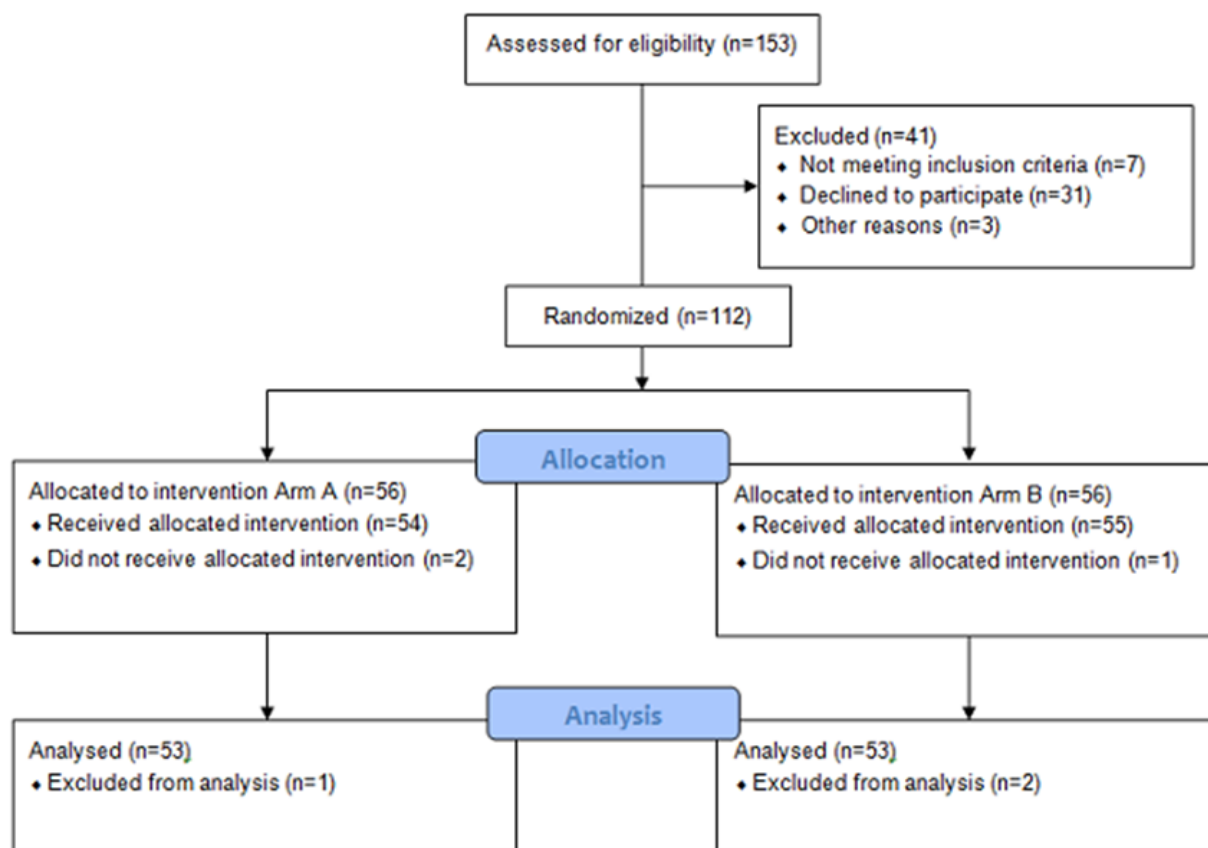 Assessed for eligibility (n=153)
Excluded (n=41)
⬥ Not meeting inclusion criteria (n=7)
⬥ Declined to participate (n=31)
⬥ Other reasons (n=3)
Randomized (n=112)
Allocation
Allocated to intervention Arm A (n=56)
⬥ Received allocated intervention (n=54)
⬥ Did not receive allocated intervention (n=2)
Allocated to intervention Arm B (n=56)
⬥ Received allocated intervention (n=55)
⬥ Did not receive allocated intervention (n=1)
Analysis
Analysed (n=53)
⬥ Excluded from analysis (n=1)
Analysed (n=53)
⬥ Excluded from analysis (n=2)